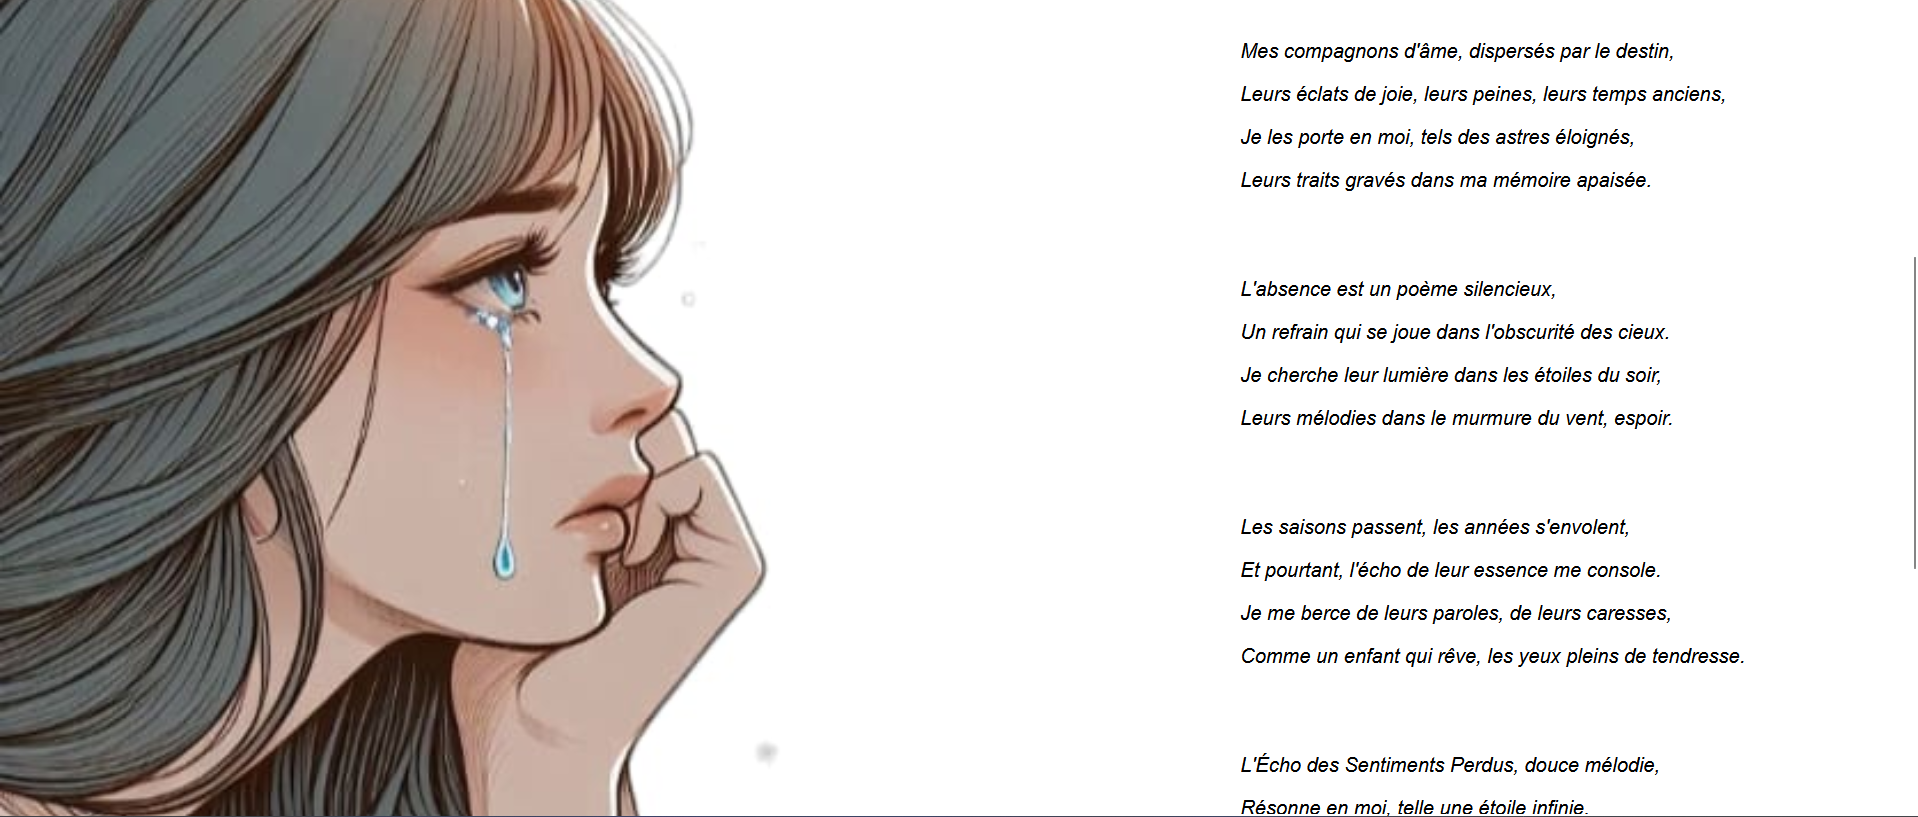 Mes compagnons d'âme, dispersés par le destin,
Leurs éclats de joie, leurs peines, leurs temps anciens,
Je les porte en moi, tels des astres éloignés,
Leurs traits gravés dans ma mémoire apaisée.
L'absence est un poème silencieux,
Un refrain qui se joue dans l'obscurité des cieux.
Je cherche leur lumière dans les étoiles du soir,
Leurs mélodies dans le murmure du vent, espoir.
Les saisons passent, les années s'envolent,
Et pourtant, l'écho de leur essence me console.
Je me berce de leurs paroles, de leurs caresses,
Comme un enfant qui rêve, les yeux pleins de tendresse.
L'Écho des Sentiments Perdus, douce mélodie,
Résonne en moi, telle une étoile infinie.